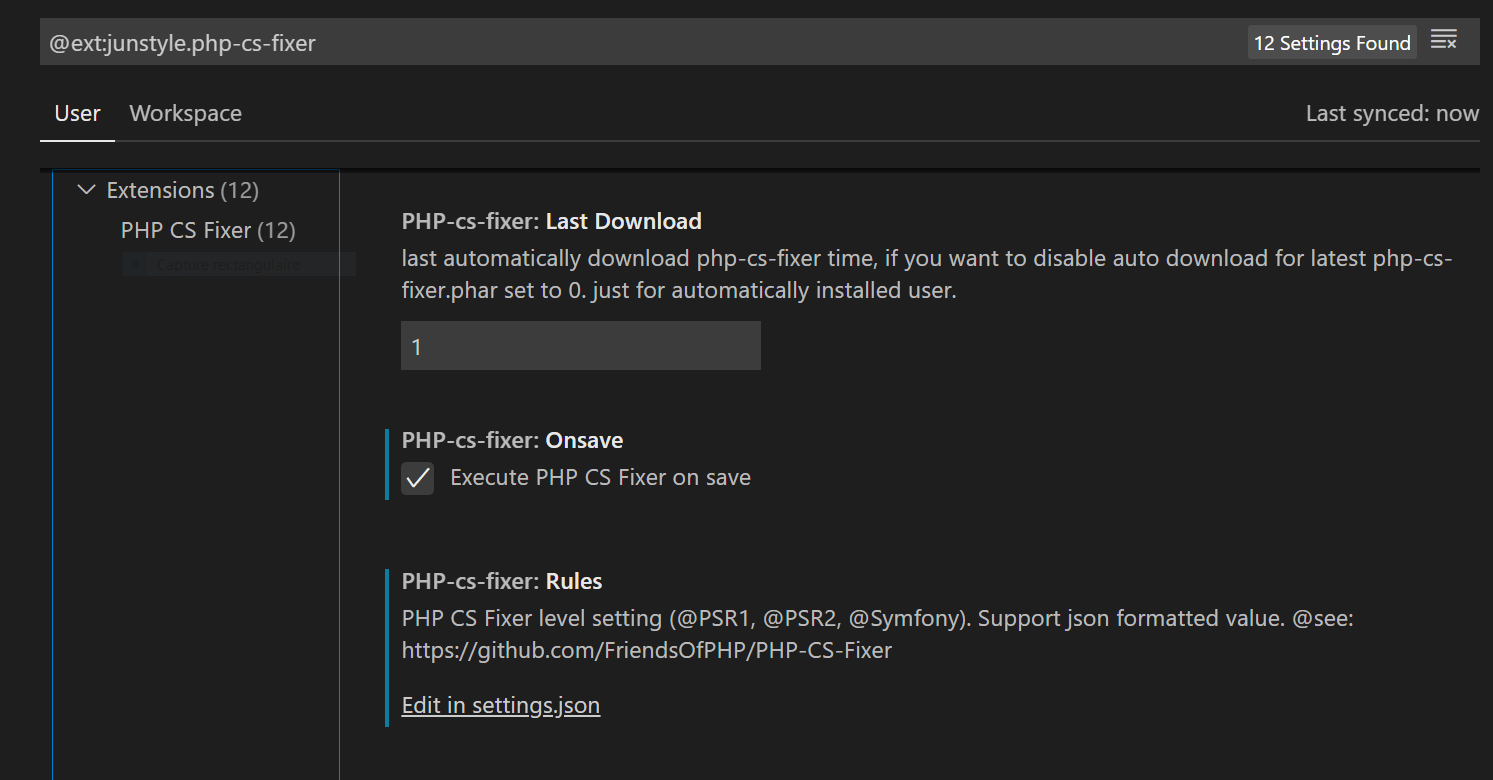 @ext:junstyle.php-cs-fixer
12 Settings Found
User
Workspace
Last synced: now
Extensions (12)
PHP CS Fixer (12)
Capture rectangulaire
PHP-cs-fixer: Last Download
last automatically download php-cs-fixer time, if you want to disable auto download for latest php-cs-
fixer.phar set to 0. just for automatically installed user.
1
PHP-cs-fixer: Onsave
Execute PHP CS Fixer on save
PHP-cs-fixer: Rules
PHP CS Fixer level setting (@PSR1, @PSR2, @Symfony). Support json formatted value. @see:
https://github.com/FriendsOfPHP/PHP-CS-Fixer
Edit in settings.json